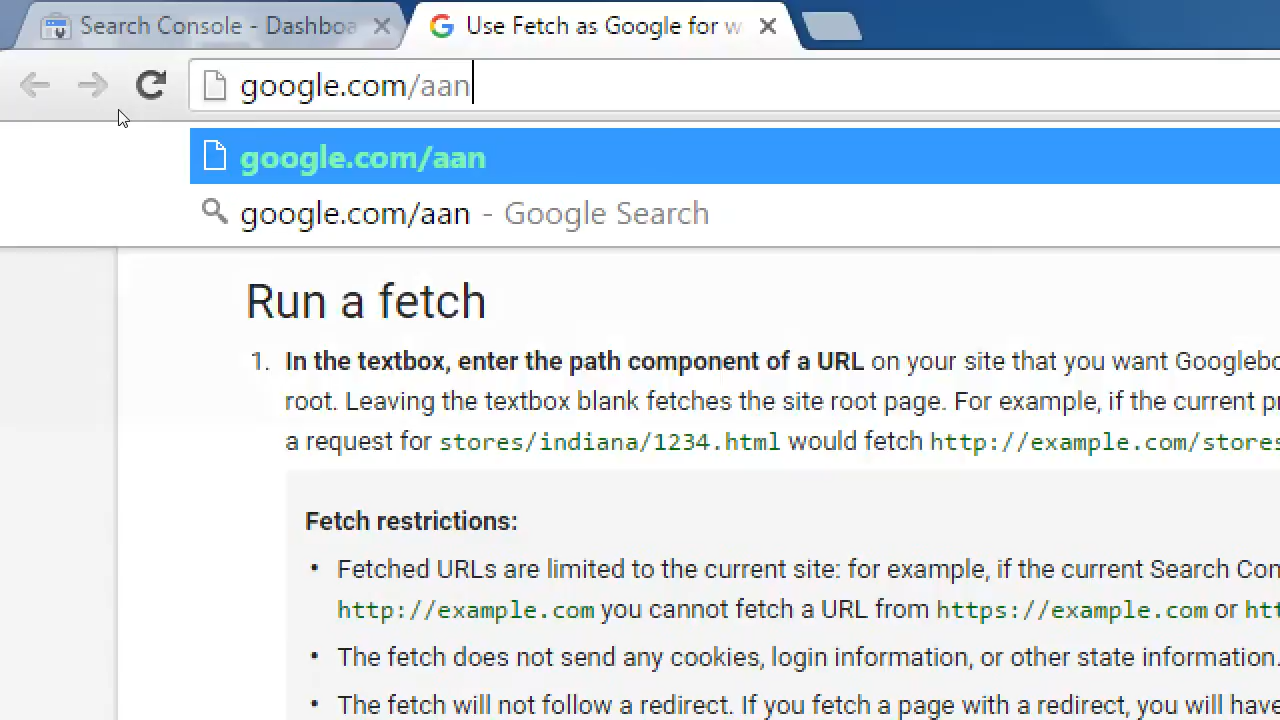 Search Console - Dashboa
Use Fetch as Google for w
google.com/aan
google.com/aan
google.com/aan - Google Search
Run a fetch
1. In the textbox, enter the path component of a URL on your site that you want Googlebo
root. Leaving the textbox blank fetches the site root page. For example, if the current pr
a request for stores/indiana/1234.html would fetch http://example.com/stores
Fetch restrictions:
• Fetched URLs are limited to the current site: for example, if the current Search Con
http://example.com you cannot fetch a URL from https://example.com or htt
• The fetch does not send any cookies, login information, or other state information.
• The fetch will not follow a redirect. If you fetch a page with a redirect, you will have